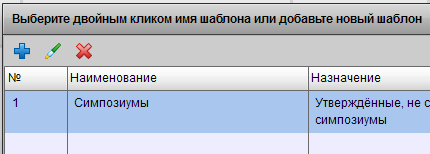 Выберите двойным кликом имя шаблона или добавьте новый шаблон
№ Наименование Назначение
1 Симпозиумы Утверждённые, не с
симпозиумы